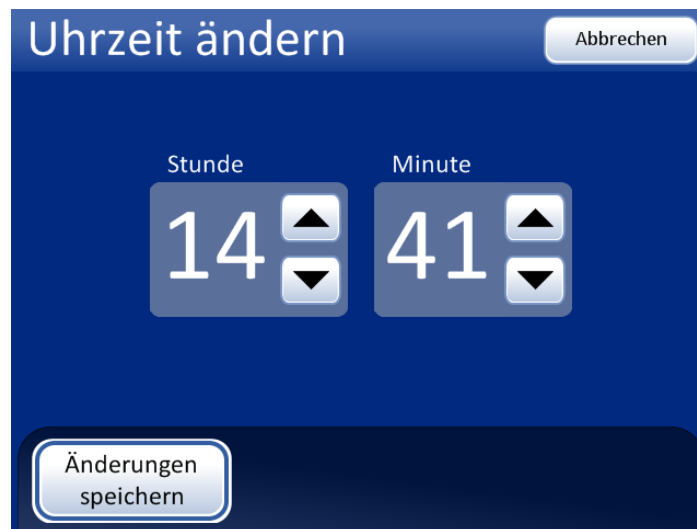 Uhrzeit ändern
Abbrechen
Stunde
Minute
14
41
Änderungen
speichern